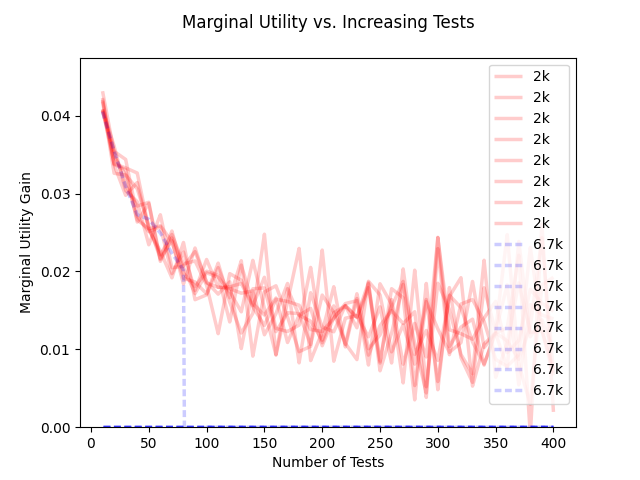 Marginal Utility vs. Increasing Tests
Marginal Utility Gain
0.04
0.03
0.02
0.01
0.00
2k
2k
2k
2k
2k
2k
2k
2k
6.7k
6.7k
6.7k
6.7k
6.7k
6.7k
6.7k
6.7k
0 50 100 150 200 250 300 350 400
Number of Tests